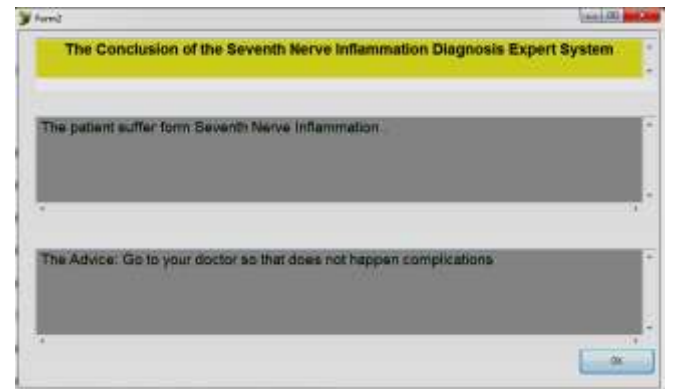 Form2
The Conclusion of the Seventh Nerve Inflammation Diagnosis Expert System
The patient suffer form Seventh Nerve Inflammation
The Advice: Go to your doctor so that does not happen complications
OK